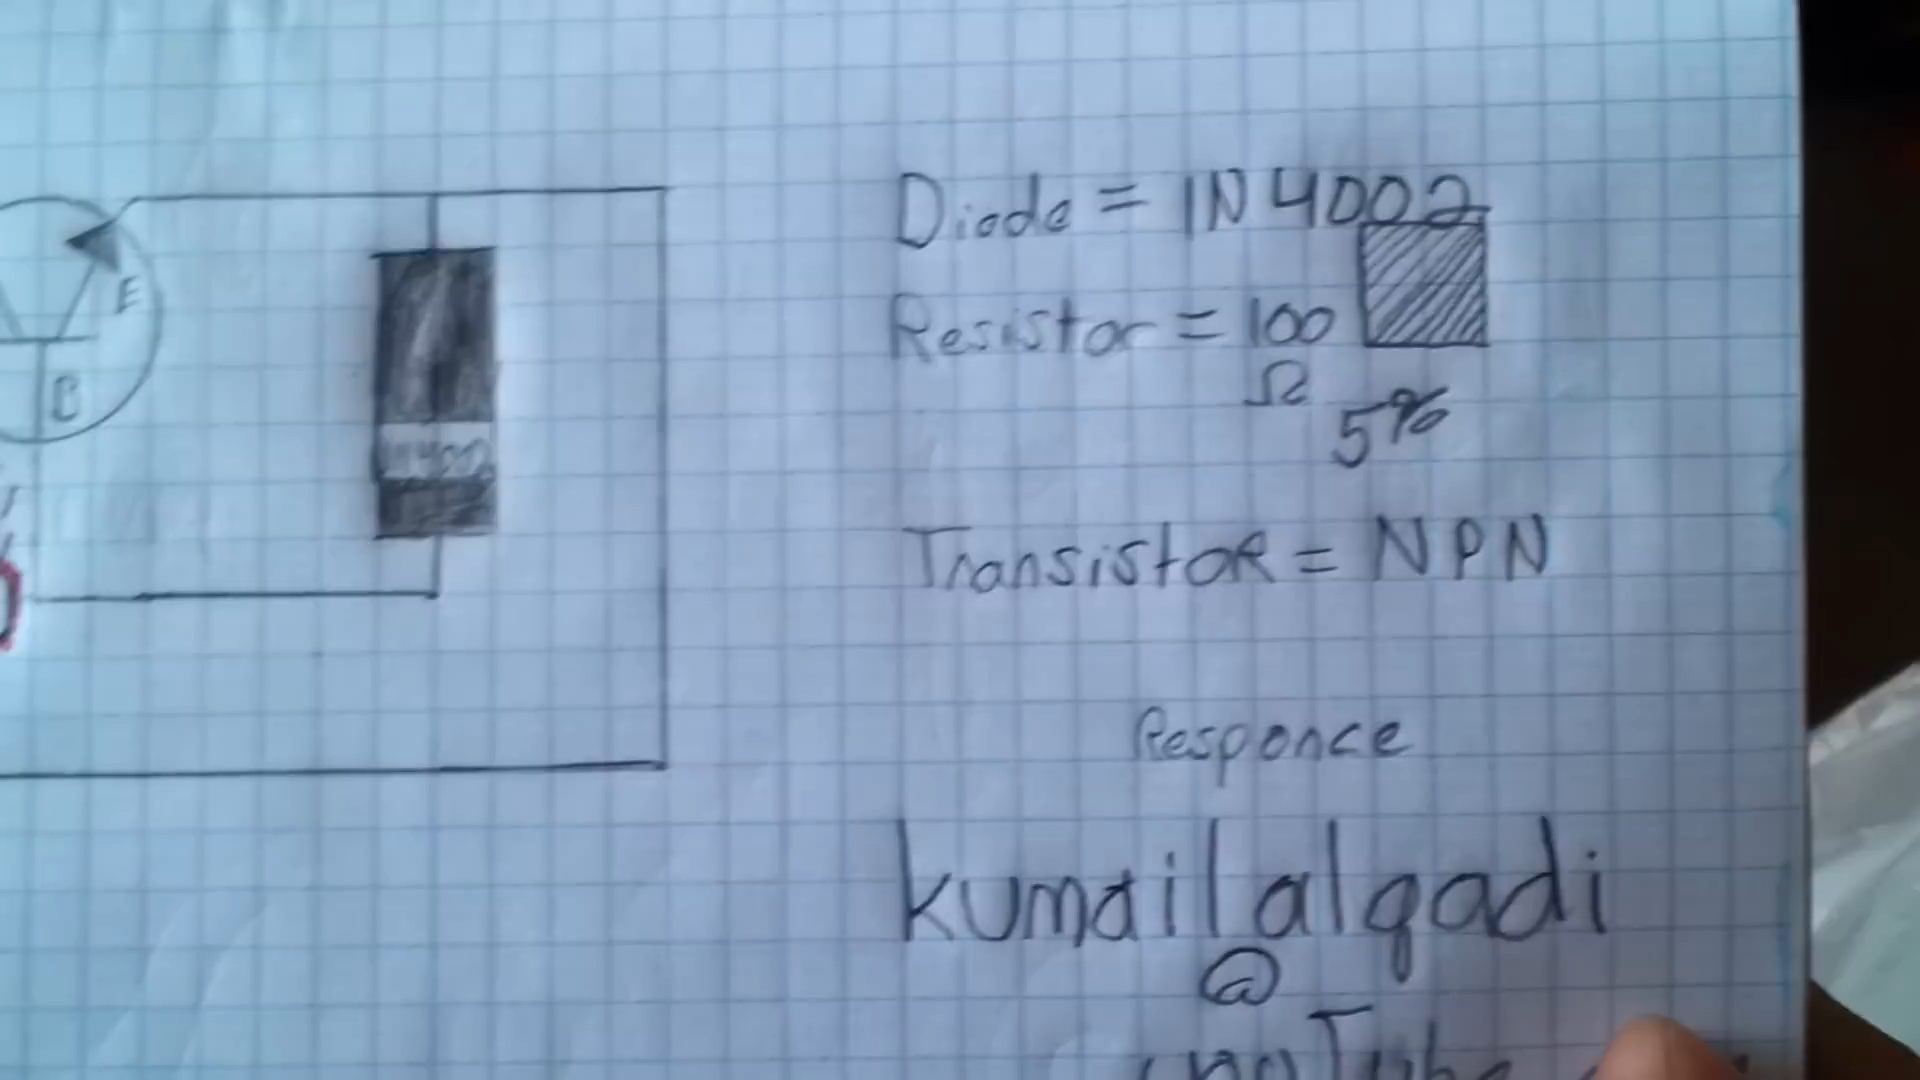 Diode = 1N4002
Resistor = 100
Ω
5%
Transistor = NPN
Responce
kumailalqadi
@
E
B